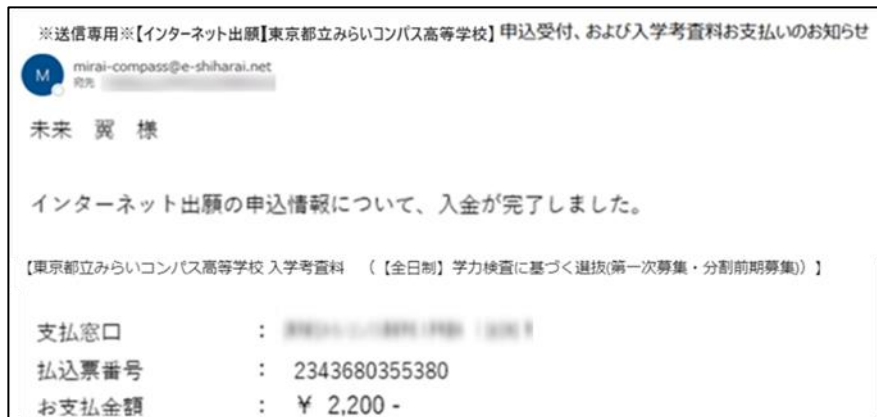 ※送信専用※【インターネット出願【東京都立みらいコンパス高等学校】 申込受付、および入学考査料お支払いのお知らせ
M
mirai-compass@e-shiharai.net
宛先
未来 翼 様
インターネット出願の申込情報について、入金が完了しました。
【東京都立みらいコンパス高等学校 入学考査料 （【全日制】学力検査に基づく選抜(第一次募集・分割前期募集)）】
支払窓口 :
払込票番号 : 2343680355380
お支払金額 : ¥ 2,200 -